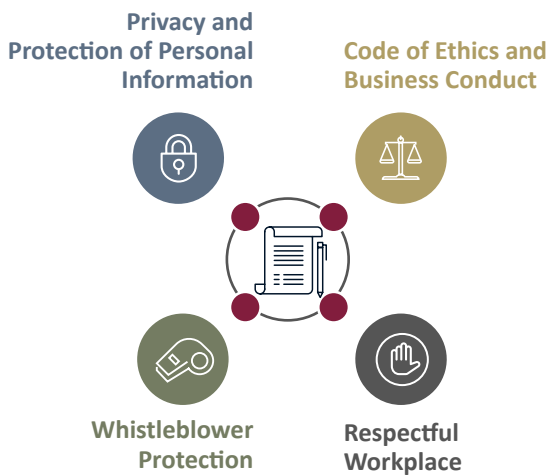 Privacy and
Protection of Personal
Information
Code of Ethics and
Business Conduct
Whistleblower
Protection
Respectful
Workplace